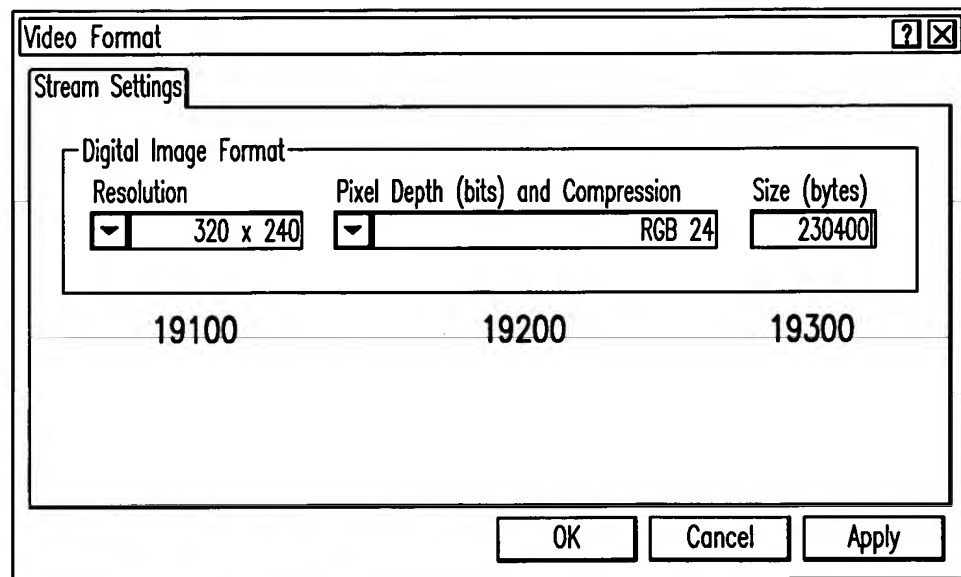 Video Format ? X
Stream Settings
Digital Image Format
Resolution Pixel Depth (bits) and Compression Size (bytes)
320 x 240 RGB 24 230400
19100 19200 19300
OK Cancel Apply